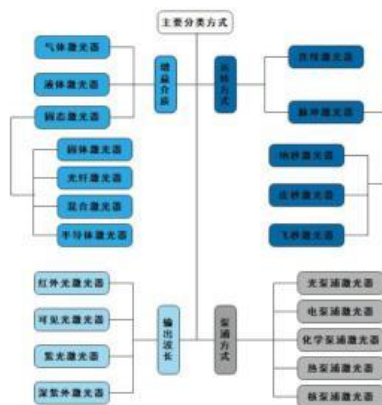 主要分类方式
气体激光器
液体激光器
固态激光器
增益介质
固体激光器
光纤激光器
混合激光器
半导体激光器
运转方式
连续激光器
脉冲激光器
纳秒激光器
皮秒激光器
飞秒激光器
红外光激光器
可见光激光器
紫光激光器
深紫外激光器
输出波长
泵浦方式
光泵浦激光器
电泵浦激光器
化学泵浦激光器
热泵浦激光器
核泵浦激光器